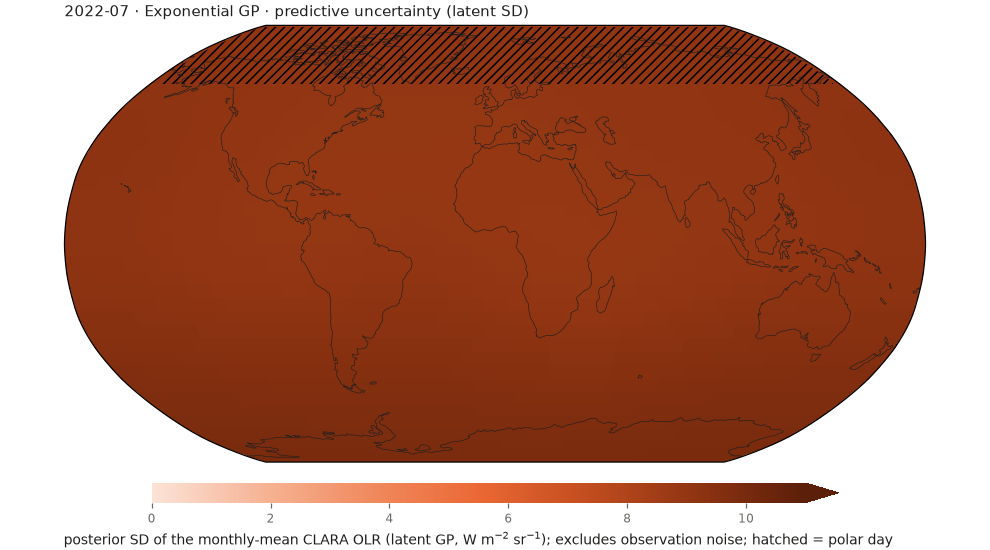 2022-07 · Exponential GP · predictive uncertainty (latent SD)
0 2 4 6 8 10
posterior SD of the monthly-mean CLARA OLR (latent GP, W m⁻² sr⁻¹); excludes observation noise; hatched = polar day